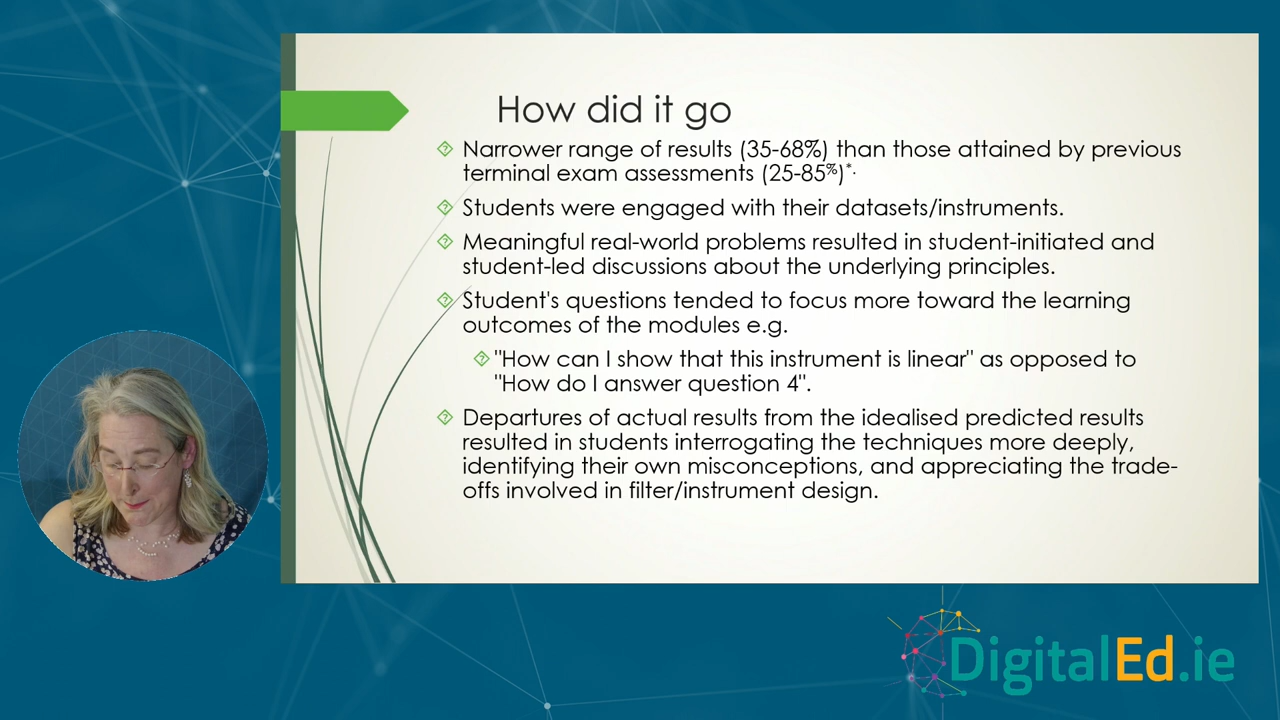 How did it go
Narrower range of results (35-68%) than those attained by previous
terminal exam assessments (25-85%)*.
Students were engaged with their datasets/instruments.
Meaningful real-world problems resulted in student-initiated and
student-led discussions about the underlying principles.
Student's questions tended to focus more toward the learning
outcomes of the modules e.g.
"How can I show that this instrument is linear" as opposed to
"How do I answer question 4".
Departures of actual results from the idealised predicted results
resulted in students interrogating the techniques more deeply,
identifying their own misconceptions, and appreciating the trade-
offs involved in filter/instrument design.
DigitalEd.ie